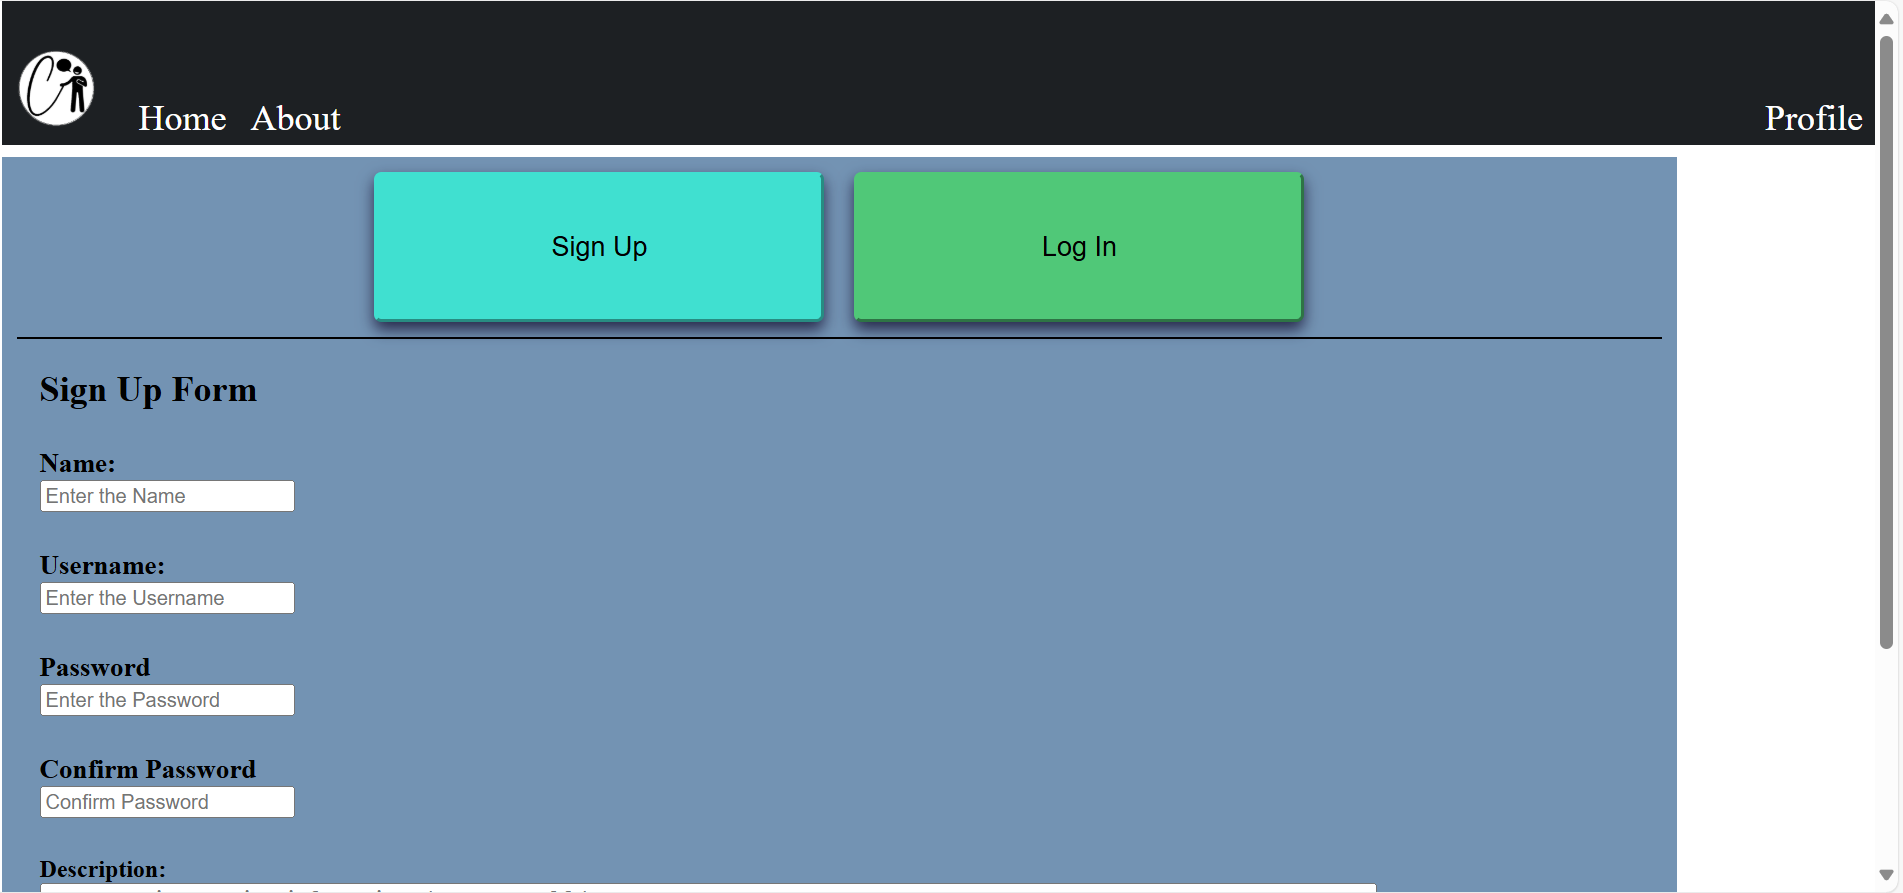 Home About Profile
Sign Up Log In
Sign Up Form
Name:
Enter the Name
Username:
Enter the Username
Password
Enter the Password
Confirm Password
Confirm Password
Description: